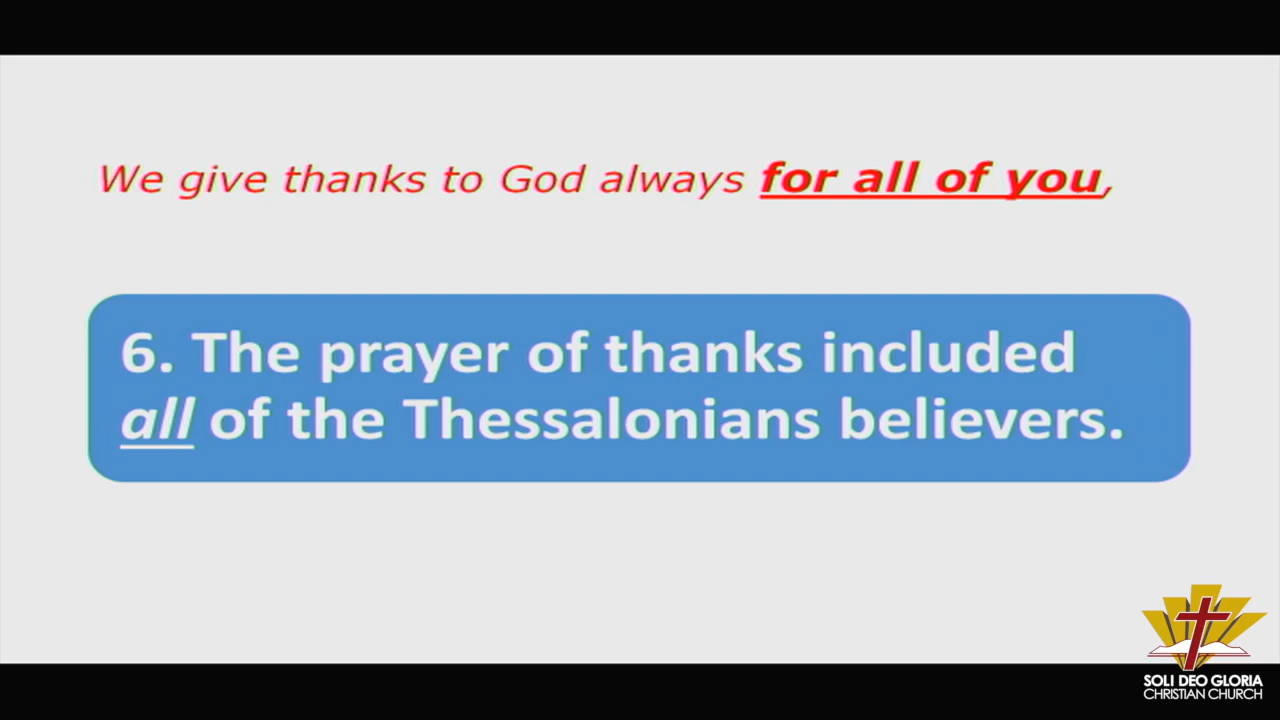 We give thanks to God always for all of you,
6. The prayer of thanks included
all of the Thessalonians believers.
SOLI DEO GLORIA
CHRISTIAN CHURCH